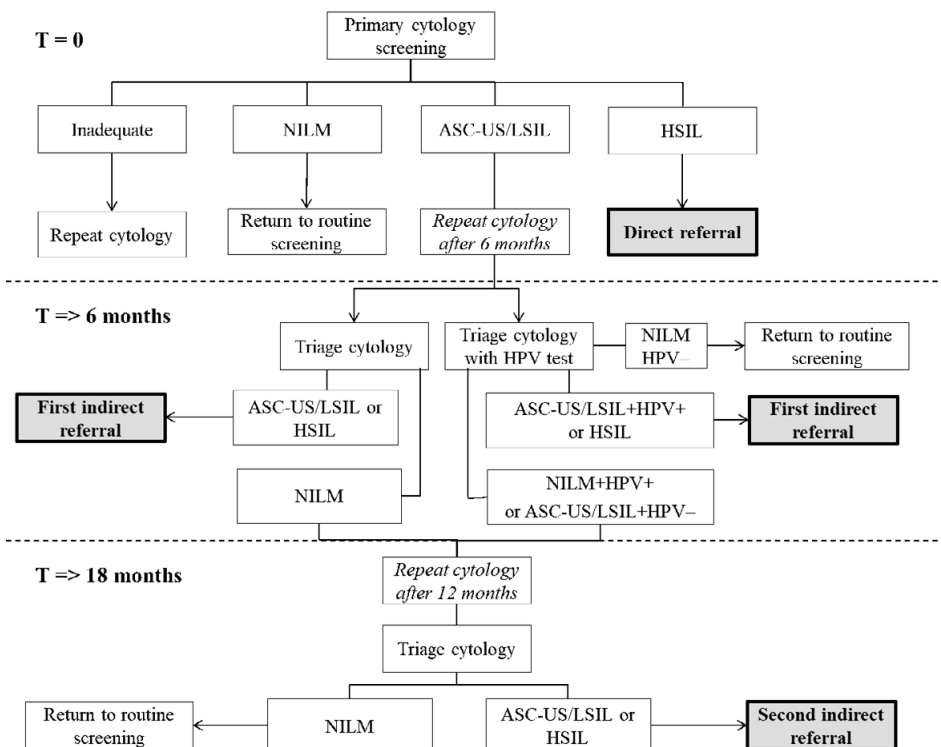 T = 0
Primary cytology
screening
Inadequate
NILM
ASC-US/LSIL
HSIL
Repeat cytology
Return to routine
screening
Repeat cytology
after 6 months
Direct referral
T => 6 months
Triage cytology
Triage cytology
with HPV test
NILM
HPV–
Return to routine
screening
First indirect
referral
ASC-US/LSIL or
HSIL
ASC-US/LSIL+HPV+
or HSIL
First indirect
referral
NILM
NILM+HPV+
or ASC-US/LSIL+HPV–
T => 18 months
Repeat cytology
after 12 months
Triage cytology
Return to routine
screening
NILM
ASC-US/LSIL or
HSIL
Second indirect
referral